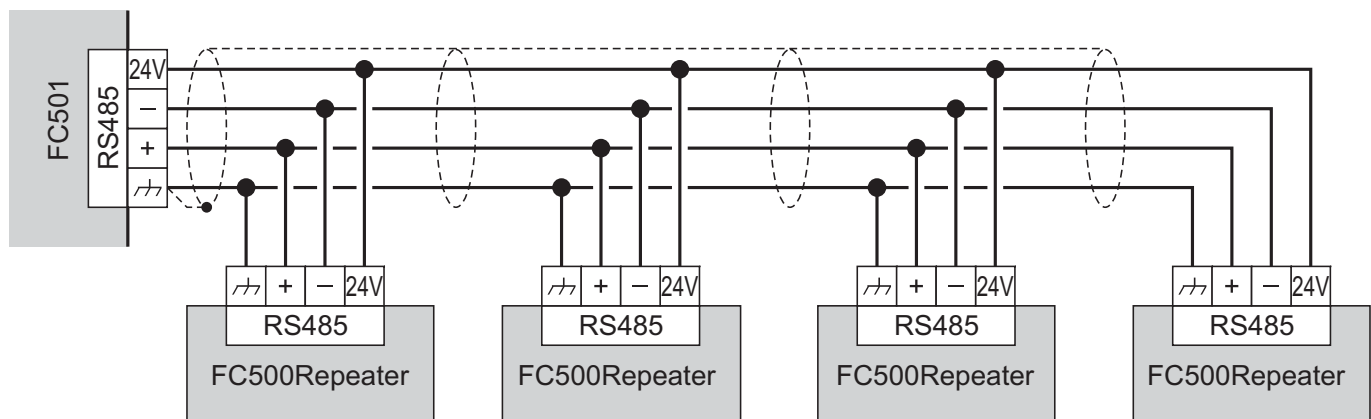 FC501
RS485
24V
−
+
+ − 24V
RS485
FC500Repeater
+ − 24V
RS485
FC500Repeater
+ − 24V
RS485
FC500Repeater
+ − 24V
RS485
FC500Repeater